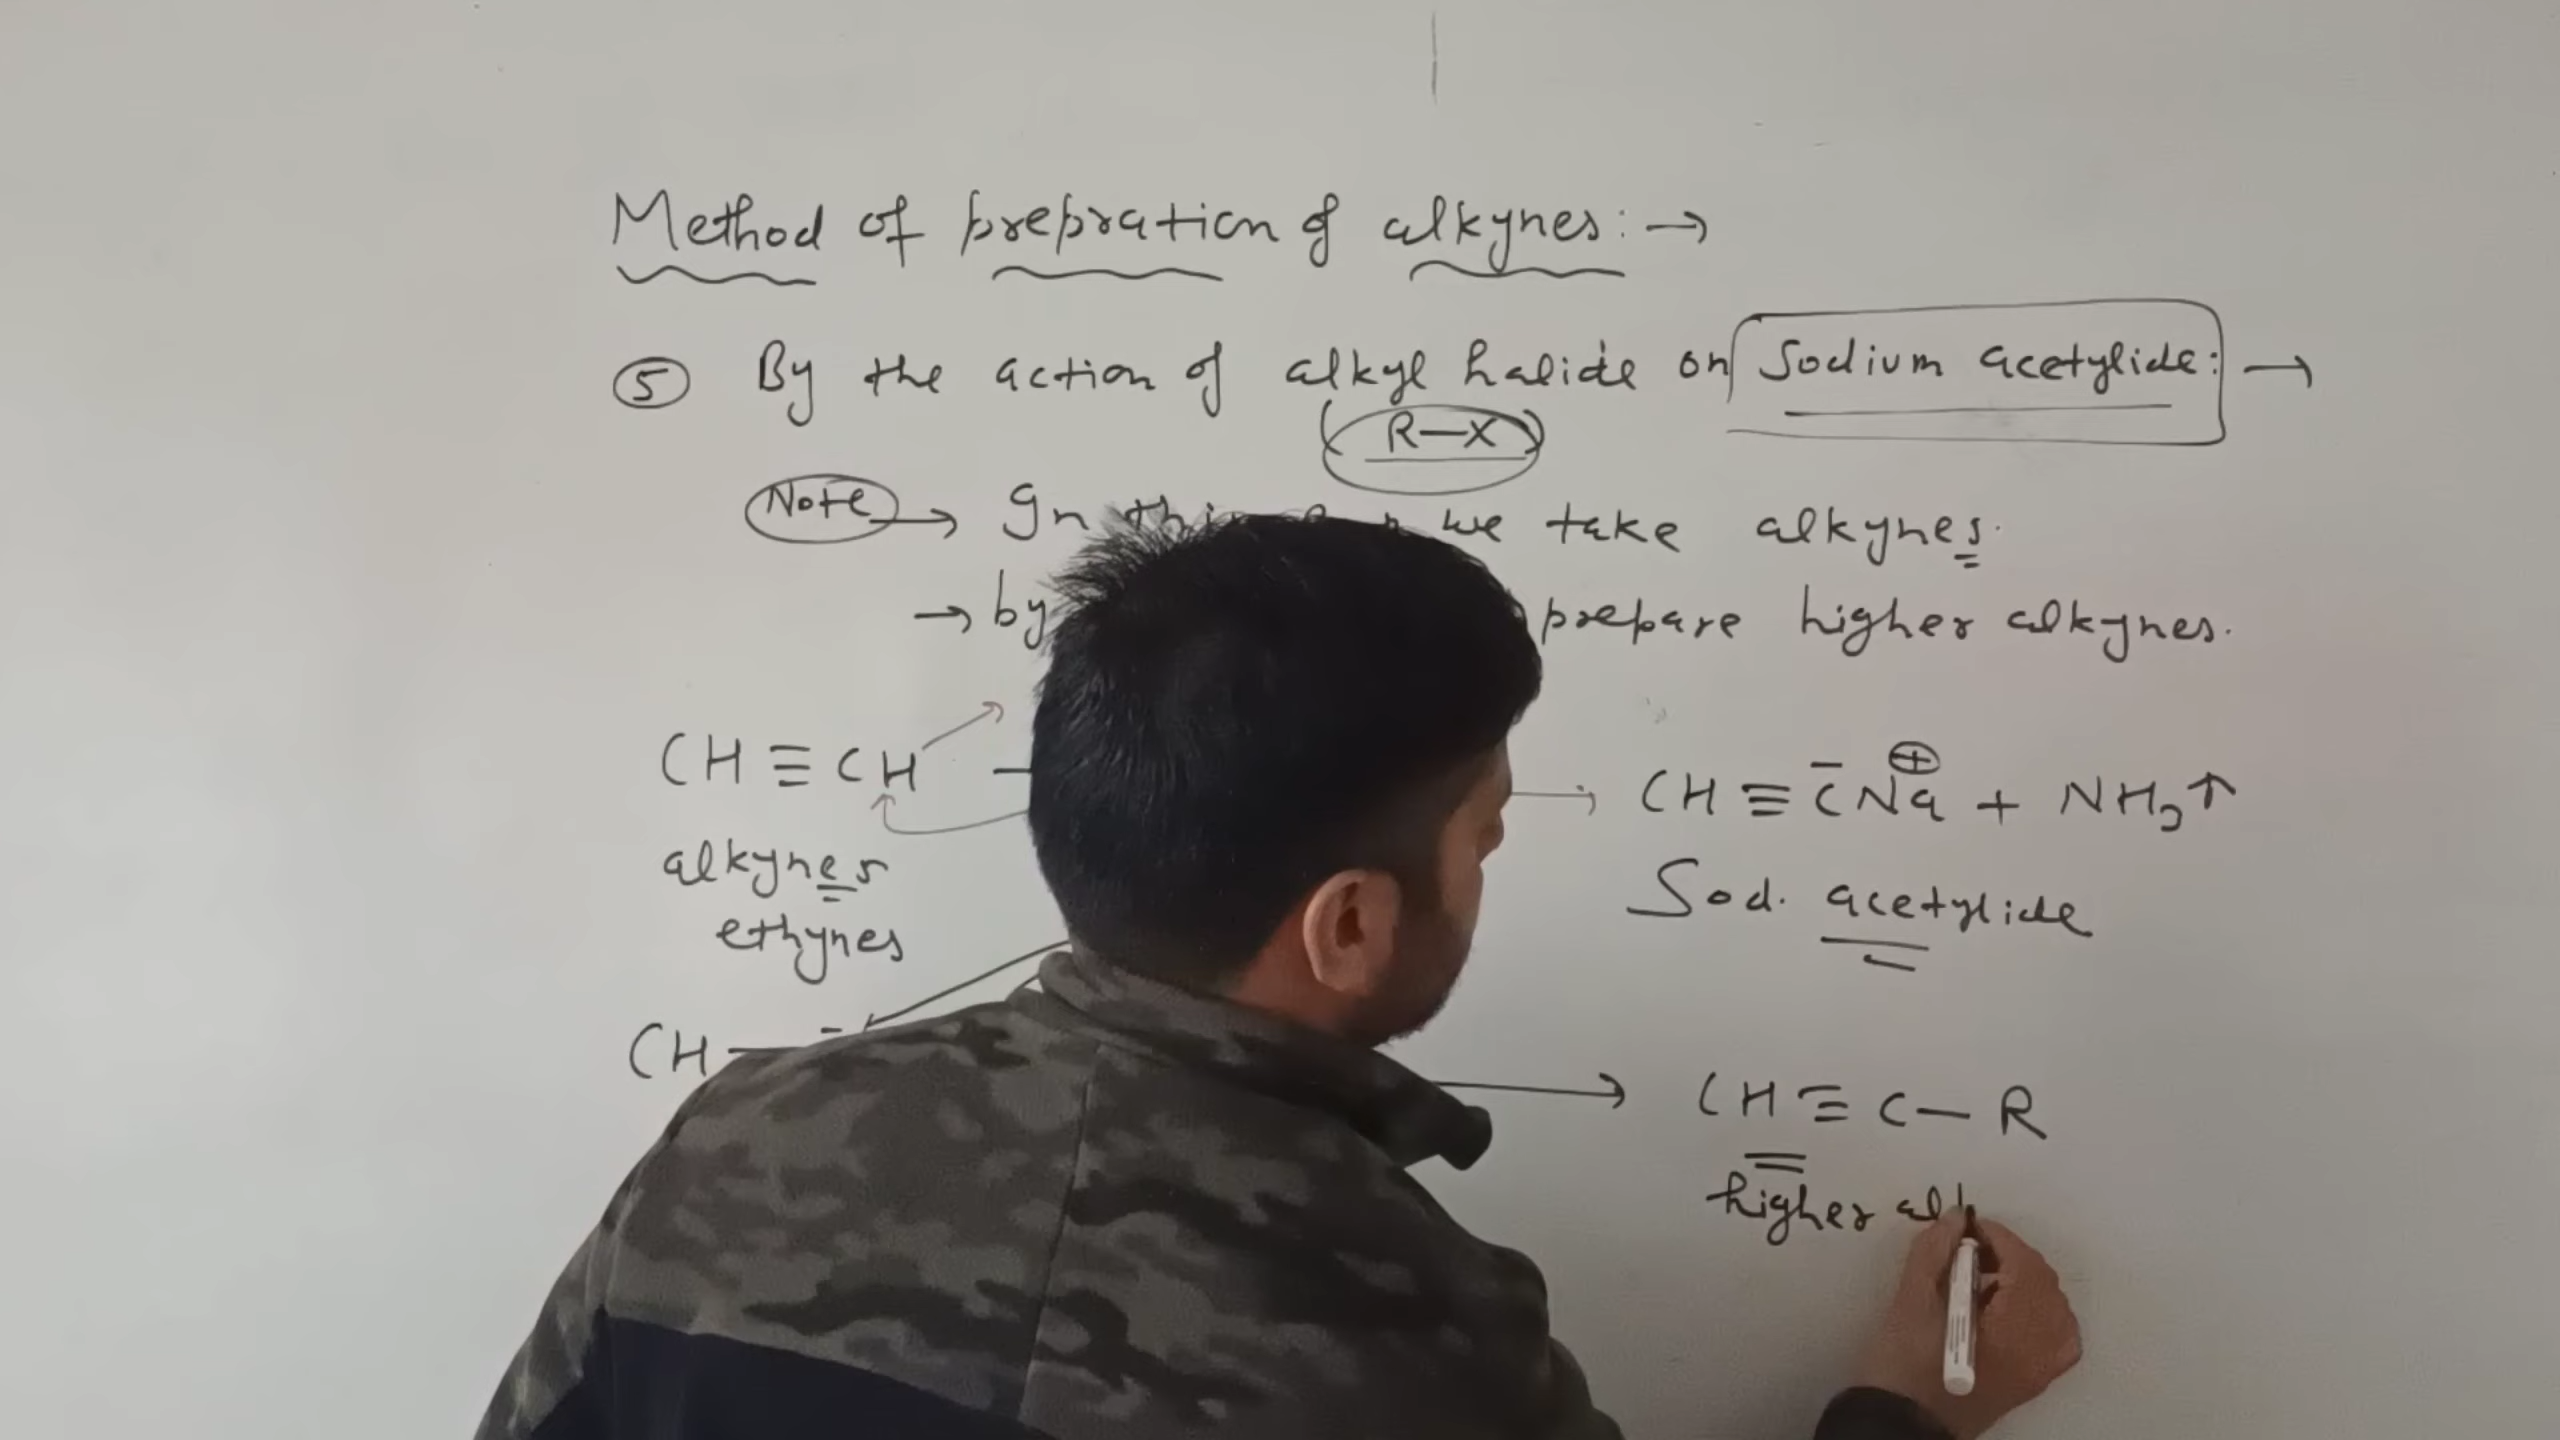 Method of prepration of alkynes:→
⑤ By the action of alkyl halide on Sodium acetylide:→
(R—X)
Note → In we take alkynes.
→ by prepare higher alkynes.
CH≡CH → CH≡C̄Na⊕ + NH3↑
alkynes Sod. acetylide
ethynes
CH → CH≡C—R
higher al